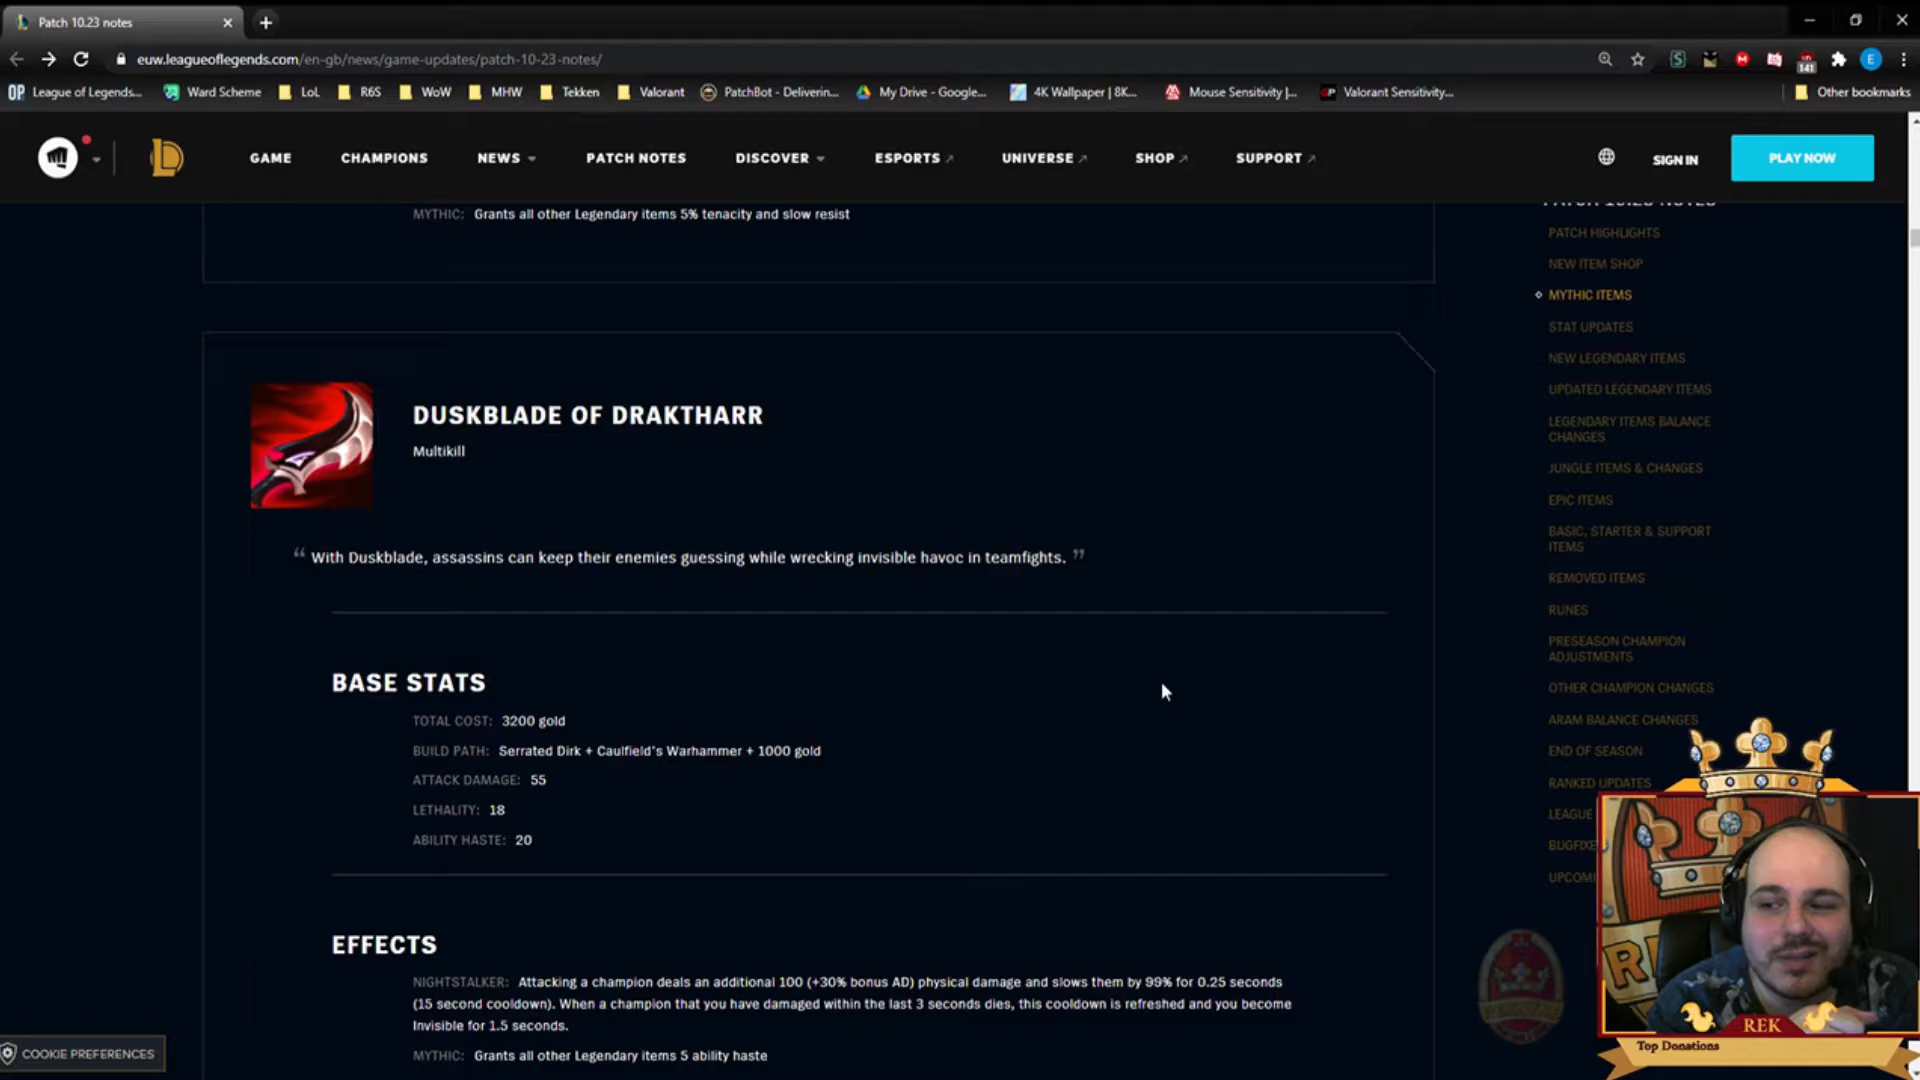 Patch 10.23 notes
euw.leagueoflegends.com/en-gb/news/game-updates/patch-10-23-notes/
141
E
OP League of Legends... Ward Scheme LoL R6S WoW MHW Tekken Valorant PatchBot - Deliverin... My Drive - Google... 4K Wallpaper | 8K... Mouse Sensitivity |... Valorant Sensitivity... Other bookmarks
GAME CHAMPIONS NEWS PATCH NOTES DISCOVER ESPORTS UNIVERSE SHOP SUPPORT SIGN IN PLAY NOW
MYTHIC: Grants all other Legendary items 5% tenacity and slow resist
DUSKBLADE OF DRAKTHARR
Multikill
“ With Duskblade, assassins can keep their enemies guessing while wrecking invisible havoc in teamfights. ”
BASE STATS
TOTAL COST: 3200 gold
BUILD PATH: Serrated Dirk + Caulfield's Warhammer + 1000 gold
ATTACK DAMAGE: 55
LETHALITY: 18
ABILITY HASTE: 20
EFFECTS
NIGHTSTALKER: Attacking a champion deals an additional 100 (+30% bonus AD) physical damage and slows them by 99% for 0.25 seconds
(15 second cooldown). When a champion that you have damaged within the last 3 seconds dies, this cooldown is refreshed and you become
Invisible for 1.5 seconds.
MYTHIC: Grants all other Legendary items 5 ability haste
COOKIE PREFERENCES
PATCH 10.23 NOTES
PATCH HIGHLIGHTS
NEW ITEM SHOP
MYTHIC ITEMS
STAT UPDATES
NEW LEGENDARY ITEMS
UPDATED LEGENDARY ITEMS
LEGENDARY ITEMS BALANCE
CHANGES
JUNGLE ITEMS & CHANGES
EPIC ITEMS
BASIC, STARTER & SUPPORT
ITEMS
REMOVED ITEMS
RUNES
PRESEASON CHAMPION
ADJUSTMENTS
OTHER CHAMPION CHANGES
ARAM BALANCE CHANGES
END OF SEASON
RANKED UPDATES
LEAGUE
BUGFIXE
UPCOMI
REK
Top Donations